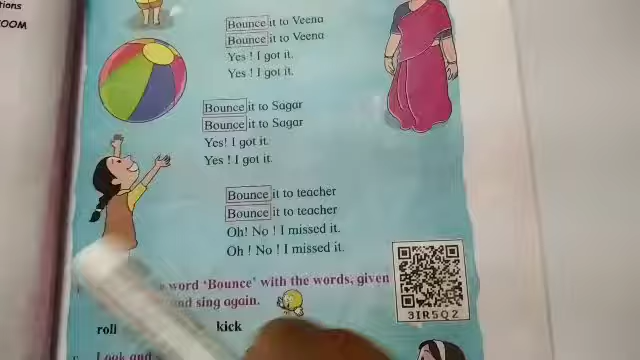 tions
OOM
Bounce it to Veena
Bounce it to Veena
Yes ! I got it.
Yes ! I got it.
Bounce it to Sagar
Bounce it to Sagar
Yes! I got it.
Yes ! I got it.
Bounce it to teacher
Bounce it to teacher
Oh! No ! I missed it.
Oh ! No ! I missed it.
word ‘Bounce’ with the words, given
and sing again.
3IR5Q2
roll kick
Look and